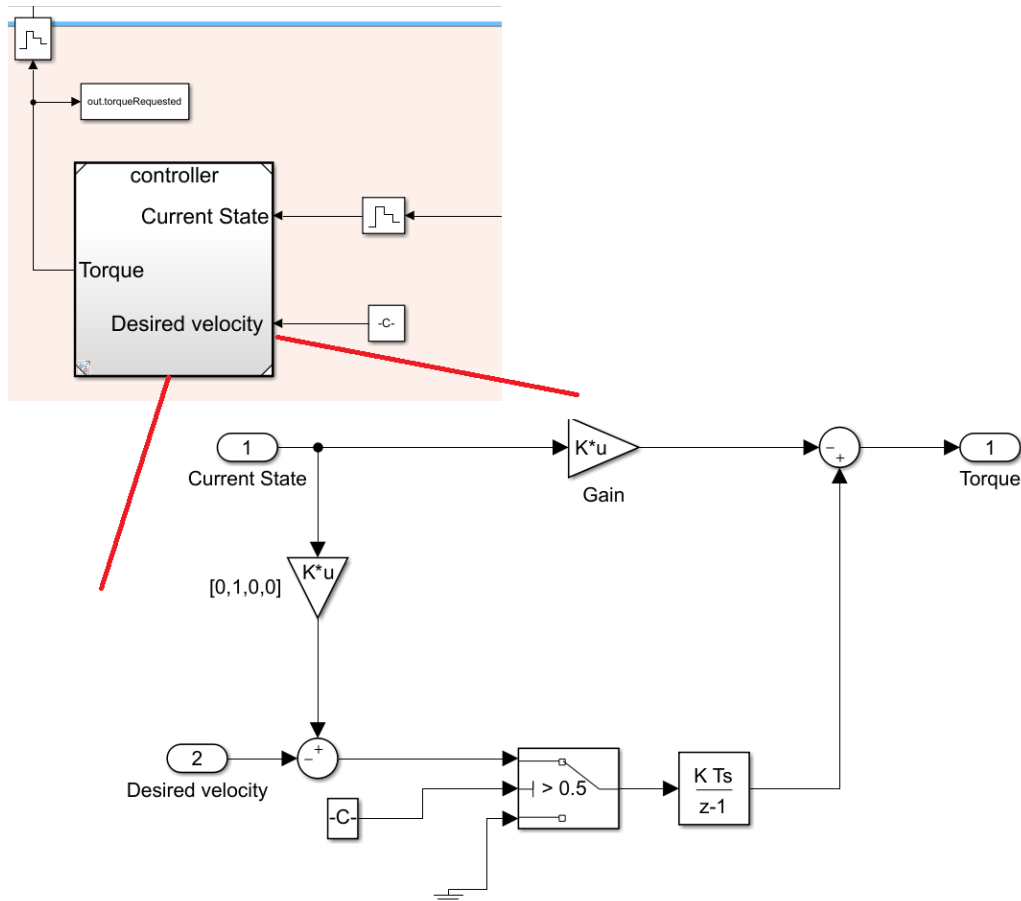 out.torqueRequested
controller
Current State
Torque
Desired velocity
-C-
1
Current State
K*u
Gain
−
+
1
Torque
K*u
[0,1,0,0]
2
Desired velocity
−
+
-C-
> 0.5
K Ts
z-1